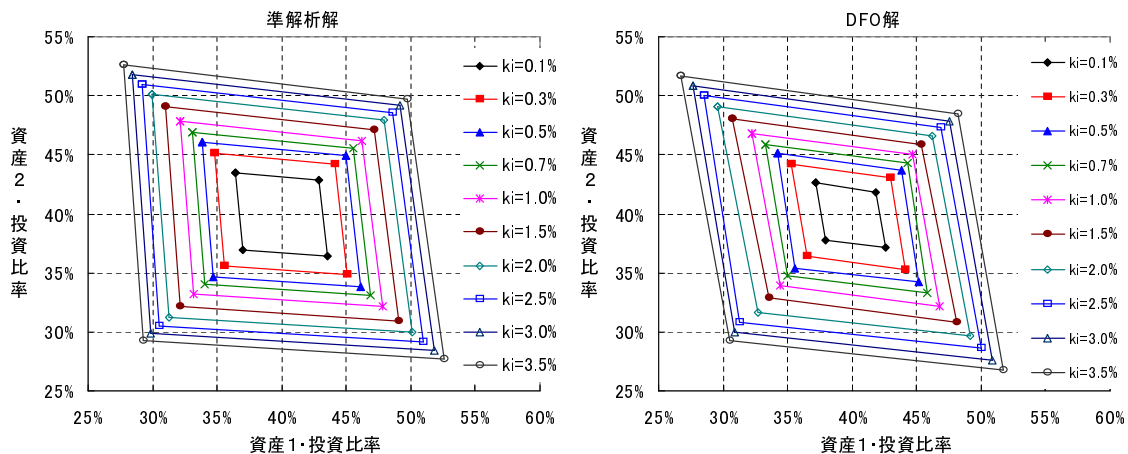 準解析解
55%
50%
45%
40%
35%
30%
25%
資産2・投資比率
25% 30% 35% 40% 45% 50% 55% 60%
資産1・投資比率
ki=0.1%
ki=0.3%
ki=0.5%
ki=0.7%
ki=1.0%
ki=1.5%
ki=2.0%
ki=2.5%
ki=3.0%
ki=3.5%
DFO解
55%
50%
45%
40%
35%
30%
25%
資産2・投資比率
25% 30% 35% 40% 45% 50% 55% 60%
資産1・投資比率
ki=0.1%
ki=0.3%
ki=0.5%
ki=0.7%
ki=1.0%
ki=1.5%
ki=2.0%
ki=2.5%
ki=3.0%
ki=3.5%